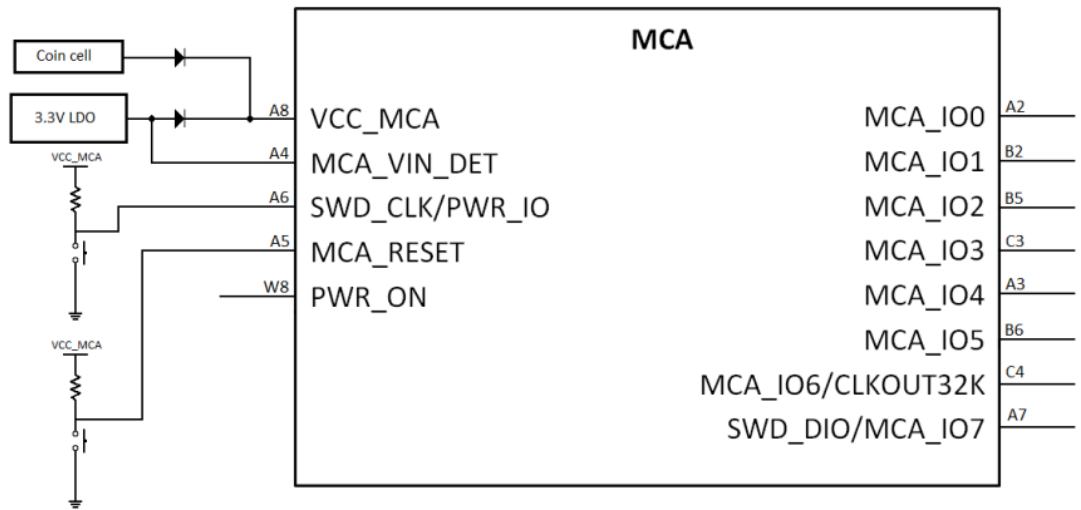 MCA
Coin cell
3.3V LDO
A8 VCC_MCA
A4 MCA_VIN_DET
VCC_MCA
A6 SWD_CLK/PWR_IO
A5 MCA_RESET
W8 PWR_ON
VCC_MCA
MCA_IO0 A2
MCA_IO1 B2
MCA_IO2 B5
MCA_IO3 C3
MCA_IO4 A3
MCA_IO5 B6
MCA_IO6/CLKOUT32K C4
SWD_DIO/MCA_IO7 A7